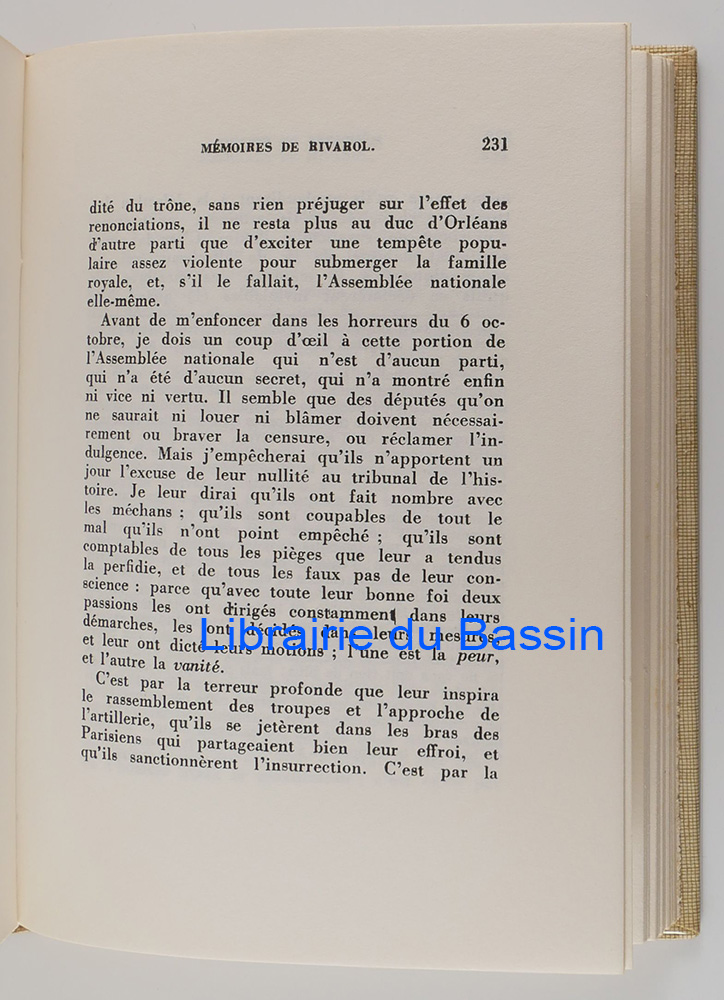 MÉMOIRES DE RIVAROL. 231
dité du trône, sans rien préjuger sur l'effet des
renonciations, il ne resta plus au duc d'Orléans
d'autre parti que d'exciter une tempête popu-
laire assez violente pour submerger la famille
royale, et, s'il le fallait, l'Assemblée nationale
elle-même.
Avant de m'enfoncer dans les horreurs du 6 oc-
tobre, je dois un coup d'œil à cette portion de
l'Assemblée nationale qui n'est d'aucun parti,
qui n'a été d'aucun secret, qui n'a montré enfin
ni vice ni vertu. Il semble que des députés qu'on
ne saurait ni louer ni blâmer doivent nécessai-
rement ou braver la censure, ou réclamer l'in-
dulgence. Mais j'empêcherai qu'ils n'apportent un
jour l'excuse de leur nullité au tribunal de l'his-
toire. Je leur dirai qu'ils ont fait nombre avec
les méchans ; qu'ils sont coupables de tout le
mal qu'ils n'ont point empêché ; qu'ils sont
comptables de tous les pièges que leur a tendus
la perfidie, et de tous les faux pas de leur con-
science : parce qu'avec toute leur bonne foi deux
passions les ont dirigés constamment dans leurs
démarches, les ont décidés dans leurs mesures,
et leur ont dicté leurs motions ; l'une est la peur,
et l'autre la vanité.
C'est par la terreur profonde que leur inspira
le rassemblement des troupes et l'approche de
l'artillerie, qu'ils se jetèrent dans les bras des
Parisiens qui partageaient bien leur effroi, et
qu'ils sanctionnèrent l'insurrection. C'est par la
Librairie du Bassin